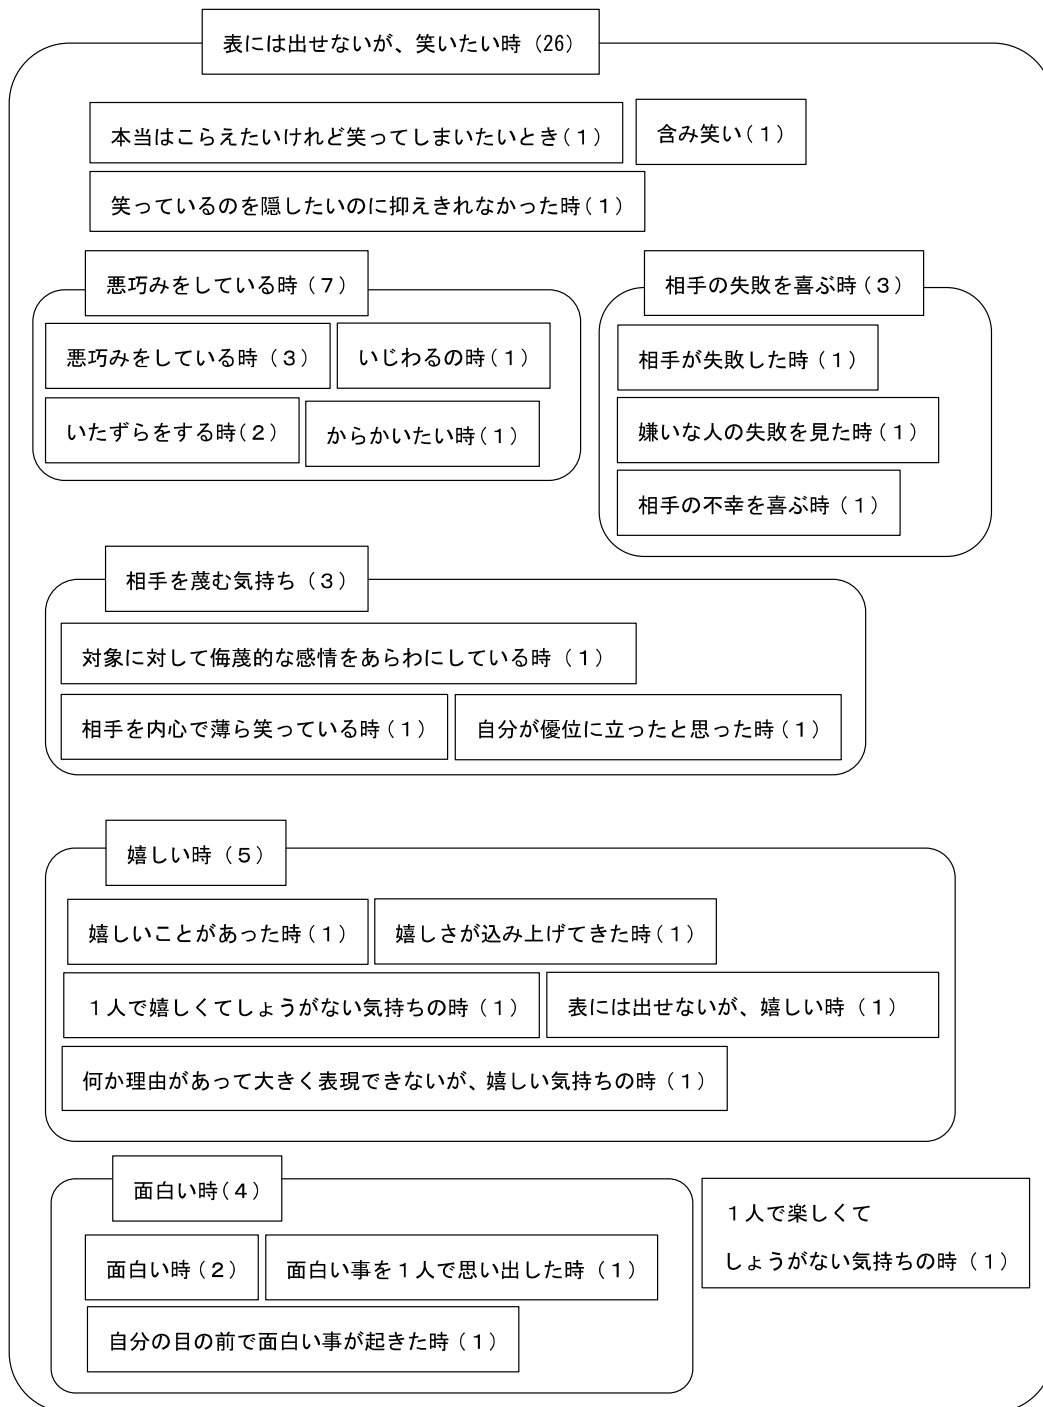 表には出せないが、笑いたい時（26）
本当はこらえたいけれど笑ってしまいたいとき（１）
含み笑い（１）
笑っているのを隠したいのに抑えきれなかった時（１）
悪巧みをしている時（７）
悪巧みをしている時（３）
いじわるの時（１）
いたずらをする時（２）
からかいたい時（１）
相手の失敗を喜ぶ時（３）
相手が失敗した時（１）
嫌いな人の失敗を見た時（１）
相手の不幸を喜ぶ時（１）
相手を蔑む気持ち（３）
対象に対して侮蔑的な感情をあらわにしている時（１）
相手を内心で薄ら笑っている時（１）
自分が優位に立ったと思った時（１）
嬉しい時（５）
嬉しいことがあった時（１）
嬉しさが込み上げてきた時（１）
１人で嬉しくてしょうがない気持ちの時（１）
表には出せないが、嬉しい時（１）
何か理由があって大きく表現できないが、嬉しい気持ちの時（１）
面白い時（４）
面白い時（２）
面白い事を１人で思い出した時（１）
自分の目の前で面白い事が起きた時（１）
１人で楽しくて
しょうがない気持ちの時（１）